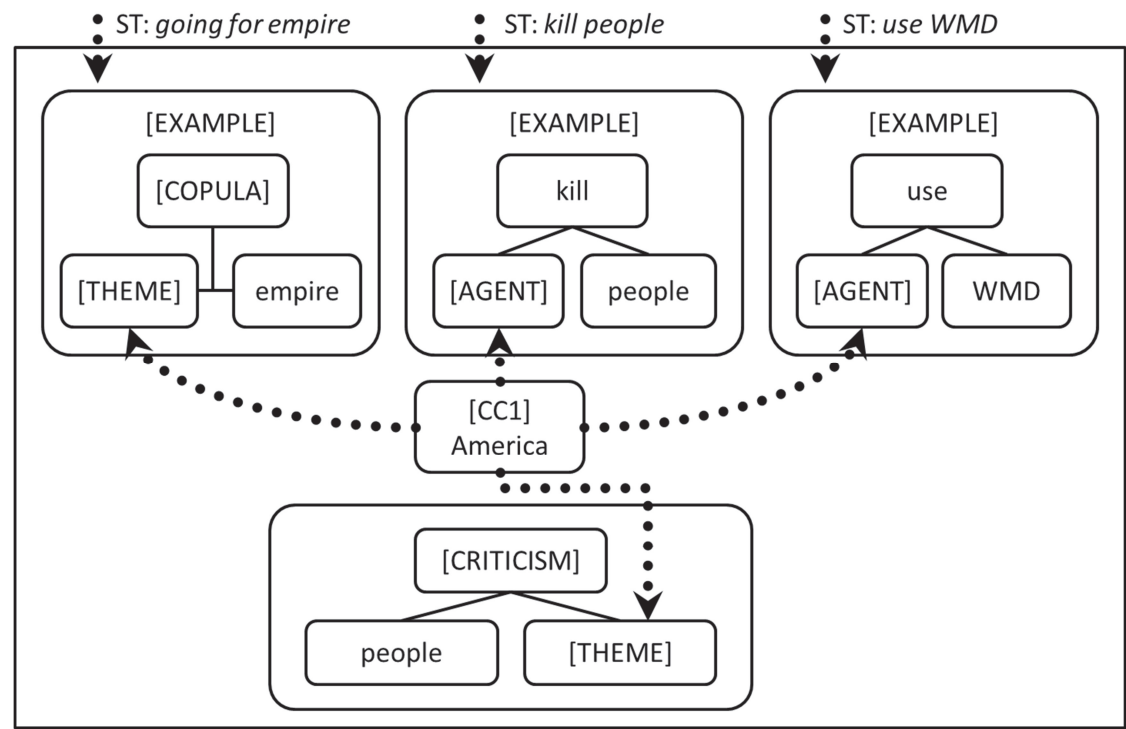 ST: going for empire
ST: kill people
ST: use WMD
[EXAMPLE]
[COPULA]
[THEME]
empire
[EXAMPLE]
kill
[AGENT]
people
[EXAMPLE]
use
[AGENT]
WMD
[CC1]
America
[CRITICISM]
people
[THEME]